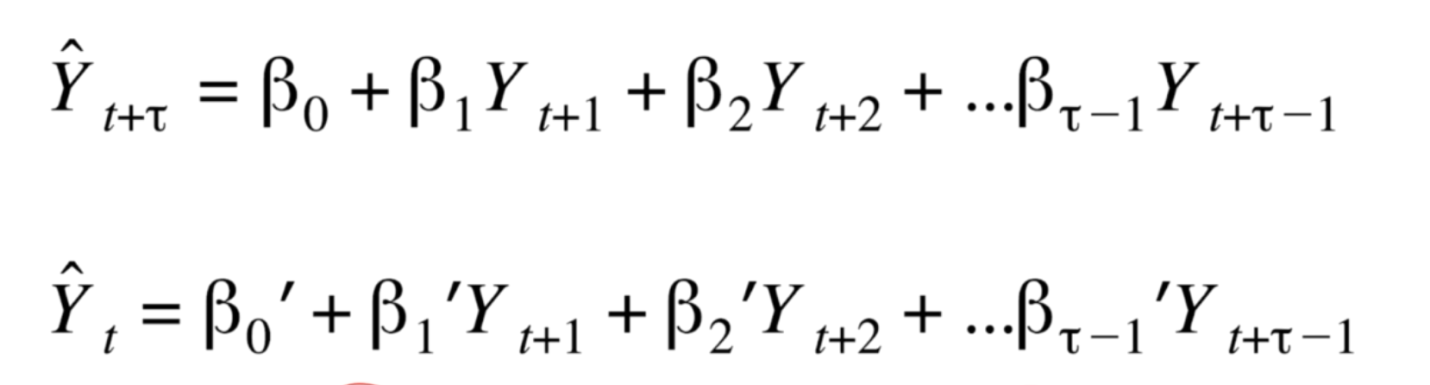 Ŷ_{t+τ} = β_0 + β_1 Y_{t+1} + β_2 Y_{t+2} + ...β_{τ−1} Y_{t+τ−1}
Ŷ_t = β_0′ + β_1′Y_{t+1} + β_2′Y_{t+2} + ...β_{τ−1}′Y_{t+τ−1}